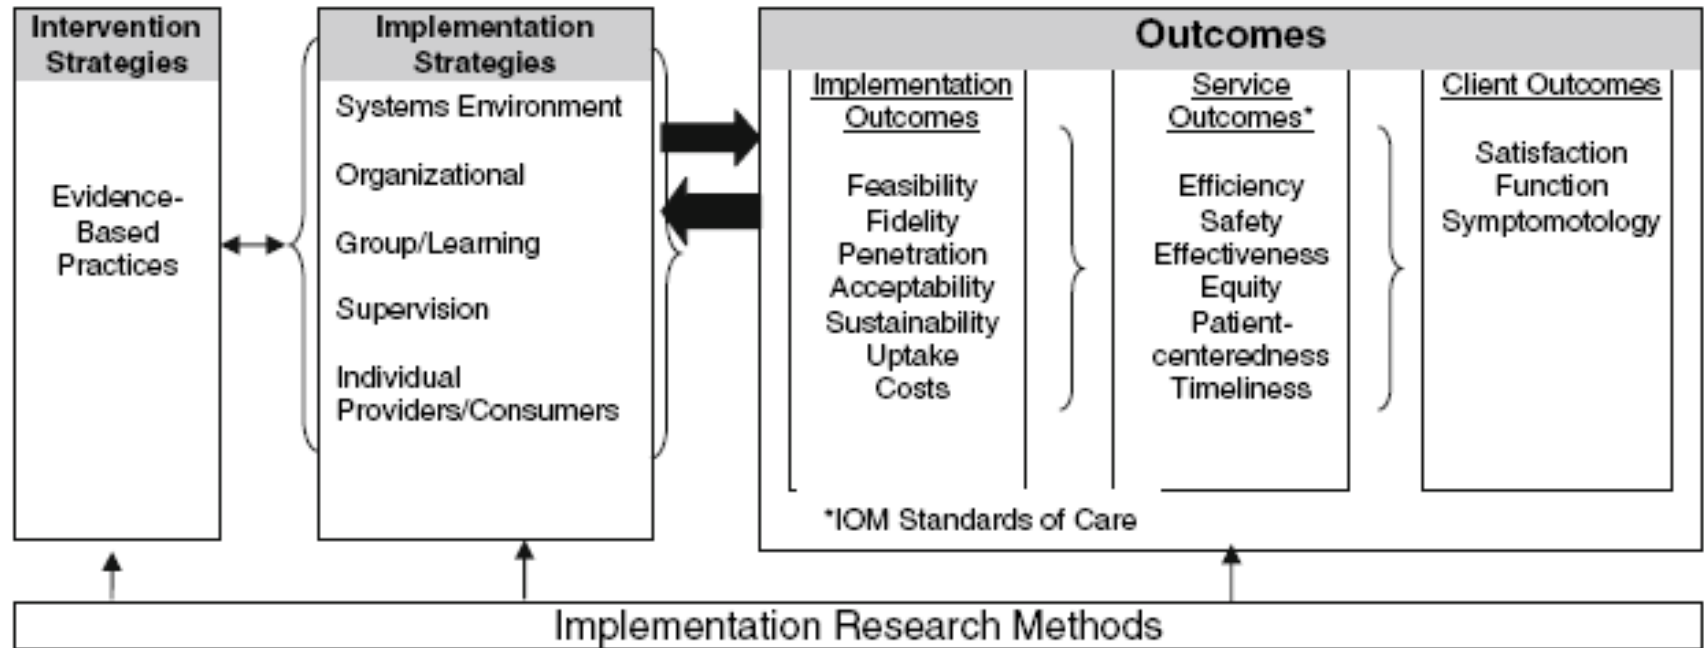 Intervention
Strategies
Evidence-
Based
Practices
Implementation
Strategies
Systems Environment
Organizational
Group/Learning
Supervision
Individual
Providers/Consumers
Outcomes
Implementation
Outcomes
Feasibility
Fidelity
Penetration
Acceptability
Sustainability
Uptake
Costs
Service
Outcomes*
Efficiency
Safety
Effectiveness
Equity
Patient-
centeredness
Timeliness
Client Outcomes
Satisfaction
Function
Symptomotology
*IOM Standards of Care
Implementation Research Methods